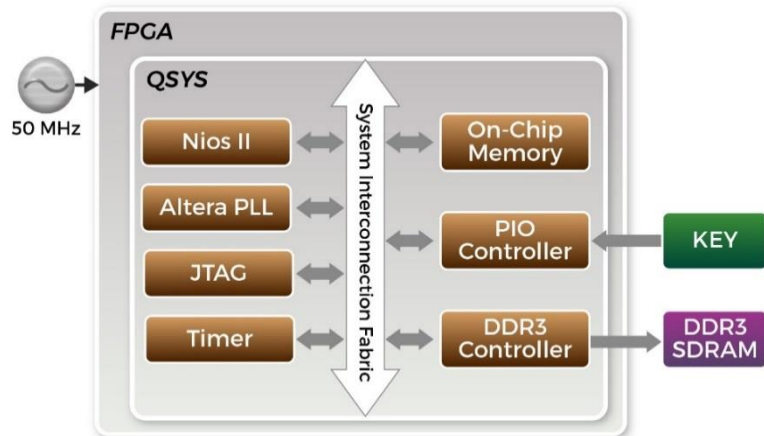 FPGA
QSYS
50 MHz
Nios II
Altera PLL
JTAG
Timer
System Interconnection Fabric
On-Chip
Memory
PIO
Controller
DDR3
Controller
KEY
DDR3
SDRAM